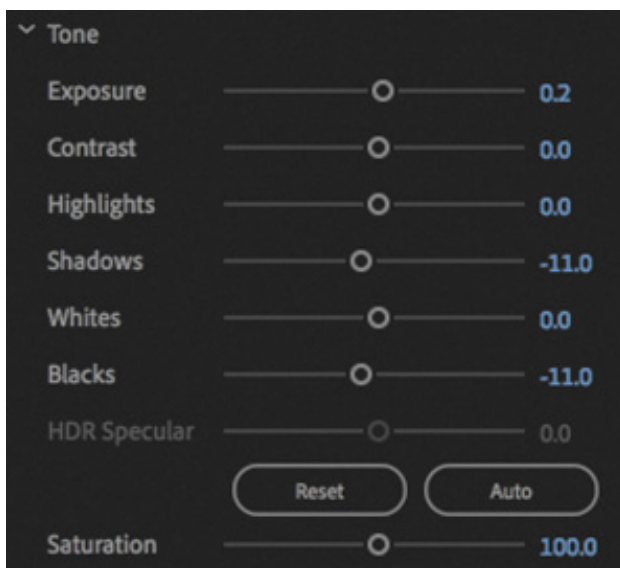 Tone
Exposure 0.2
Contrast 0.0
Highlights 0.0
Shadows -11.0
Whites 0.0
Blacks -11.0
HDR Specular 0.0
Reset Auto
Saturation 100.0